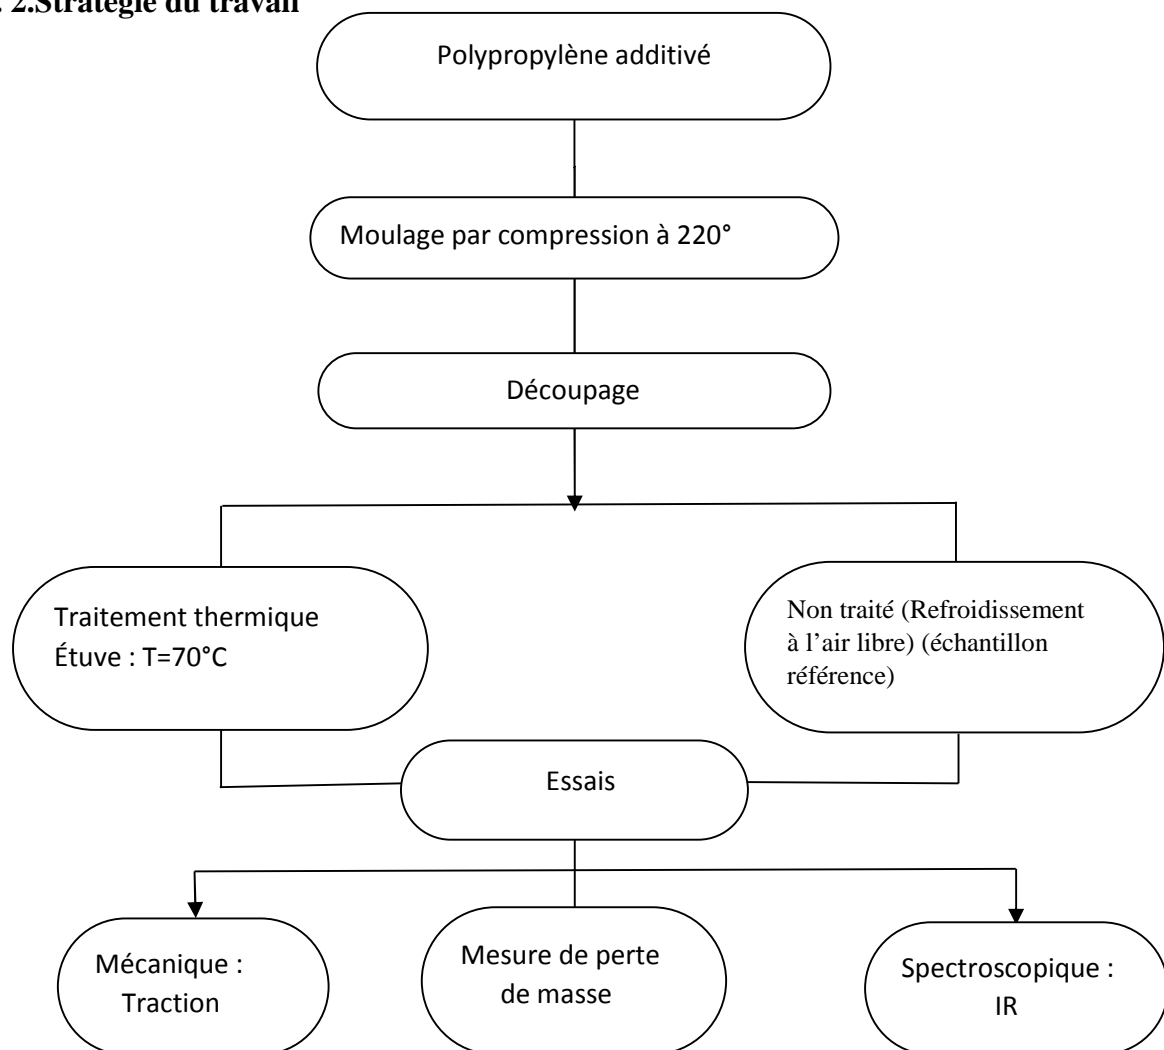 . 2.Stratégie du travail
Polypropylène additivé
Moulage par compression à 220°
Découpage
Traitement thermique
Étuve : T=70°C
Non traité (Refroidissement
à l’air libre) (échantillon
référence)
Essais
Mécanique :
Traction
Mesure de perte
de masse
Spectroscopique :
IR